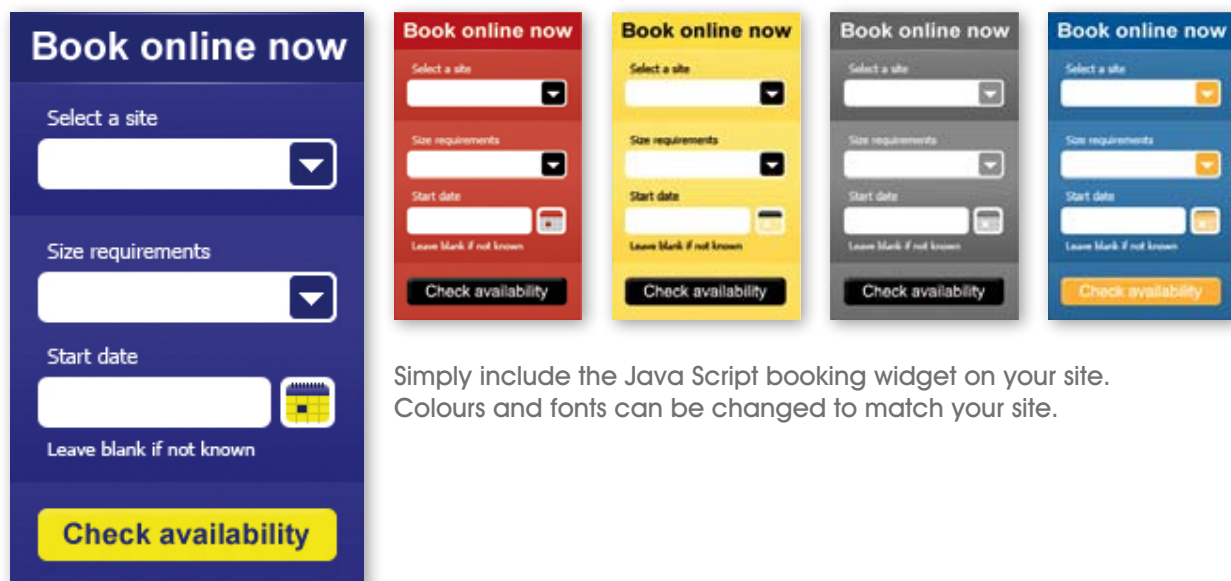 Book online now
Select a site
Size requirements
Start date
Leave blank if not known
Check availability
Book online now
Select a site
Size requirements
Start date
Leave blank if not known
Check availability
Book online now
Select a site
Size requirements
Start date
Leave blank if not known
Check availability
Book online now
Select a site
Size requirements
Start date
Leave blank if not known
Check availability
Book online now
Select a site
Size requirements
Start date
Leave blank if not known
Check availability
Simply include the Java Script booking widget on your site.
Colours and fonts can be changed to match your site.